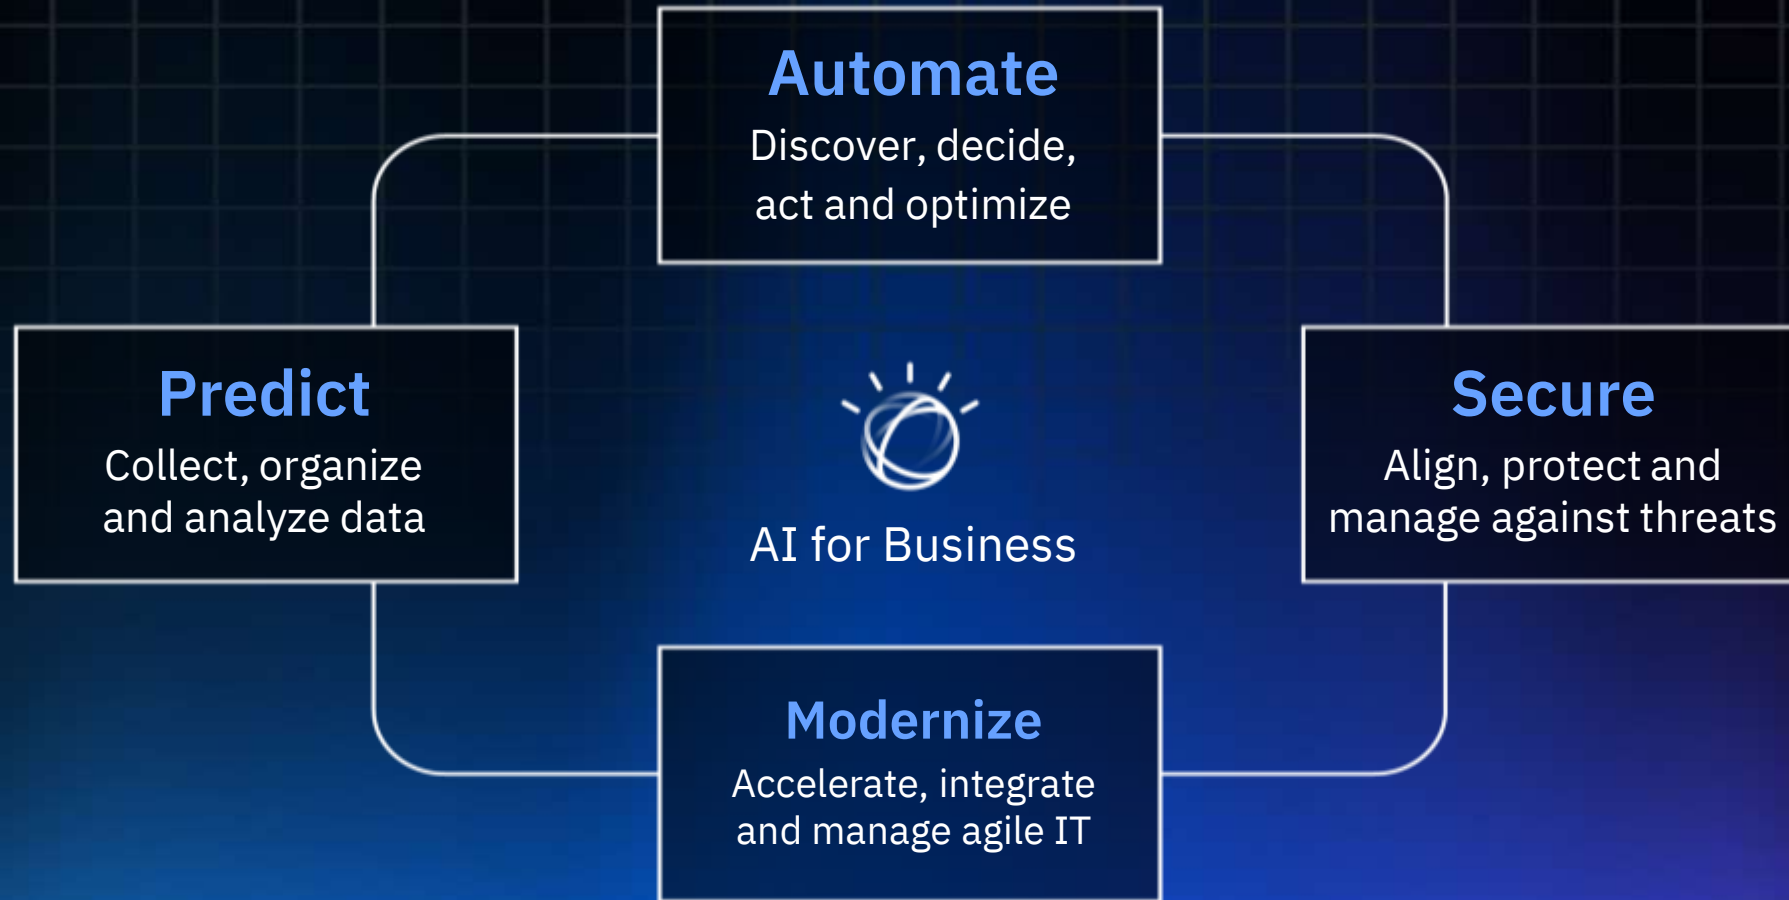 Automate
Discover, decide,
act and optimize
Predict
Collect, organize
and analyze data
AI for Business
Secure
Align, protect and
manage against threats
Modernize
Accelerate, integrate
and manage agile IT